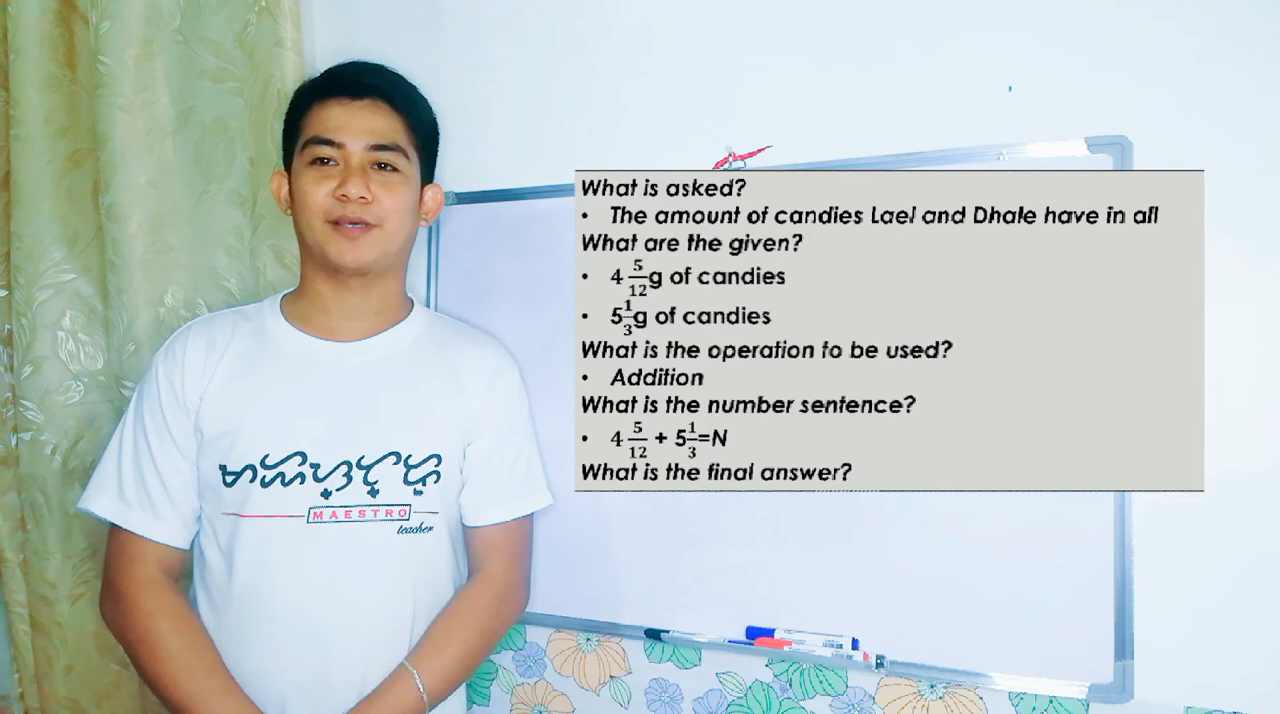 What is asked?
• The amount of candies Lael and Dhale have in all
What are the given?
• 4 5/12g of candies
• 5 1/3g of candies
What is the operation to be used?
• Addition
What is the number sentence?
• 4 5/12 + 5 1/3=N
What is the final answer?
MAESTRO
teacher